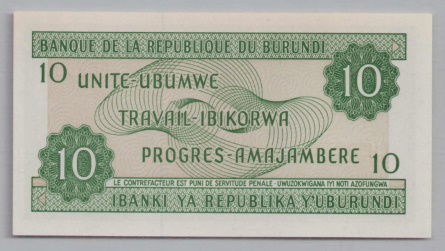 BANQUE DE LA REPUBLIQUE DU BURUNDI
10 UNITE-UBUMWE 10
TRAVAIL-IBIKORWA
10 PROGRES-AMAJAMBERE 10
LE CONTREFACTEUR EST PUNI DE SERVITUDE PENALE - UWUZOKWIGANA IYI NOTI AZOFUNGWA
IBANKI YA REPUBLIKA Y'UBURUNDI